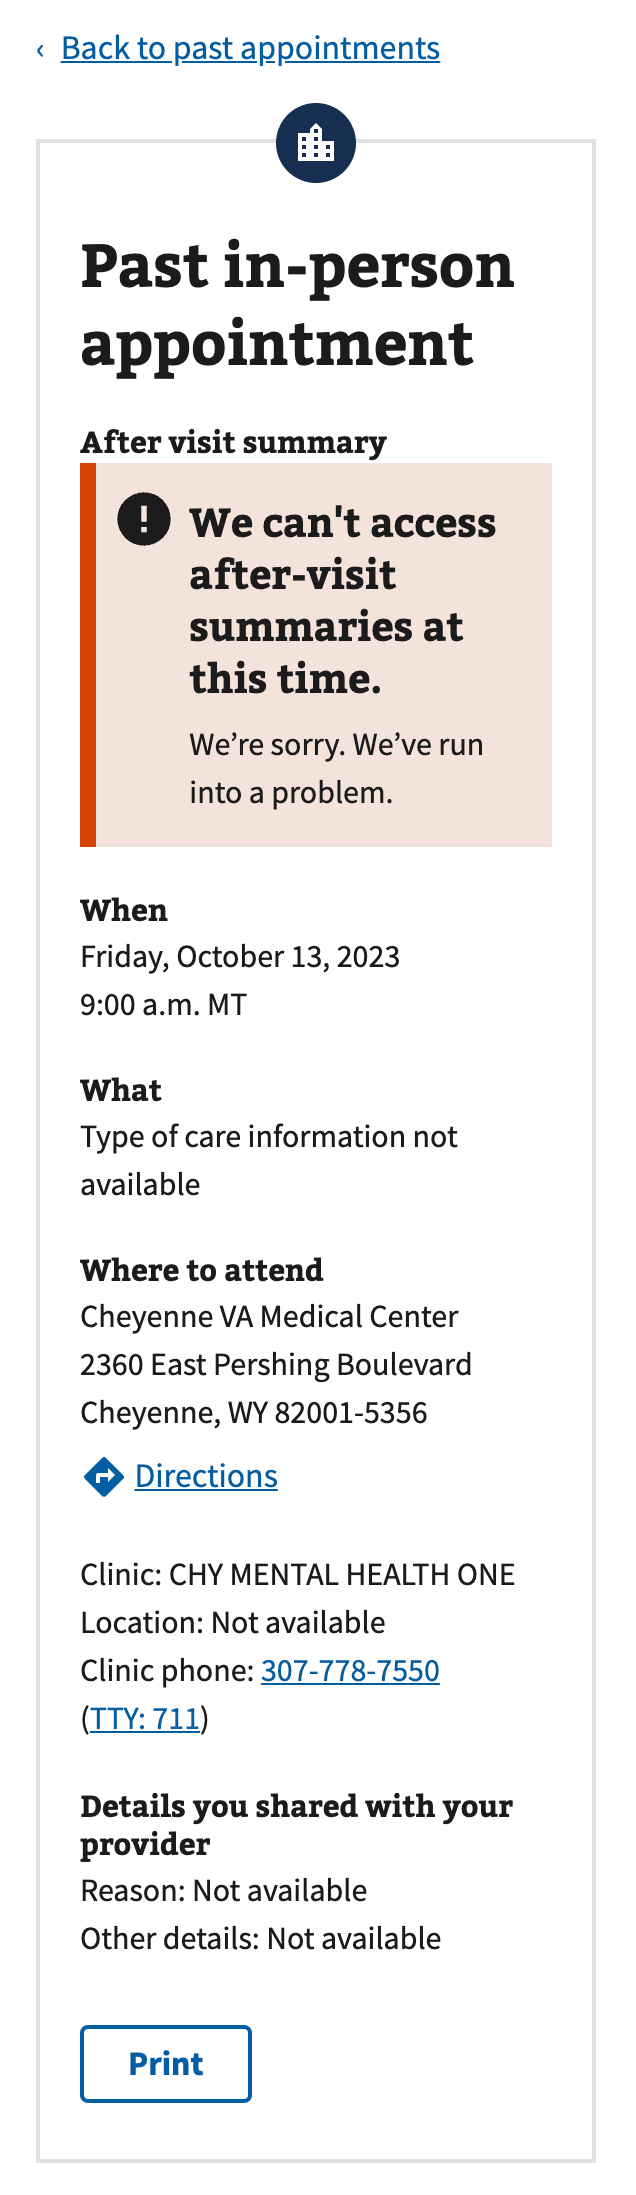 ‹ Back to past appointments
Past in-person
appointment
After visit summary
We can't access
after-visit
summaries at
this time.
We’re sorry. We’ve run
into a problem.
When
Friday, October 13, 2023
9:00 a.m. MT
What
Type of care information not
available
Where to attend
Cheyenne VA Medical Center
2360 East Pershing Boulevard
Cheyenne, WY 82001-5356
Directions
Clinic: CHY MENTAL HEALTH ONE
Location: Not available
Clinic phone: 307-778-7550
(TTY: 711)
Details you shared with your
provider
Reason: Not available
Other details: Not available
Print